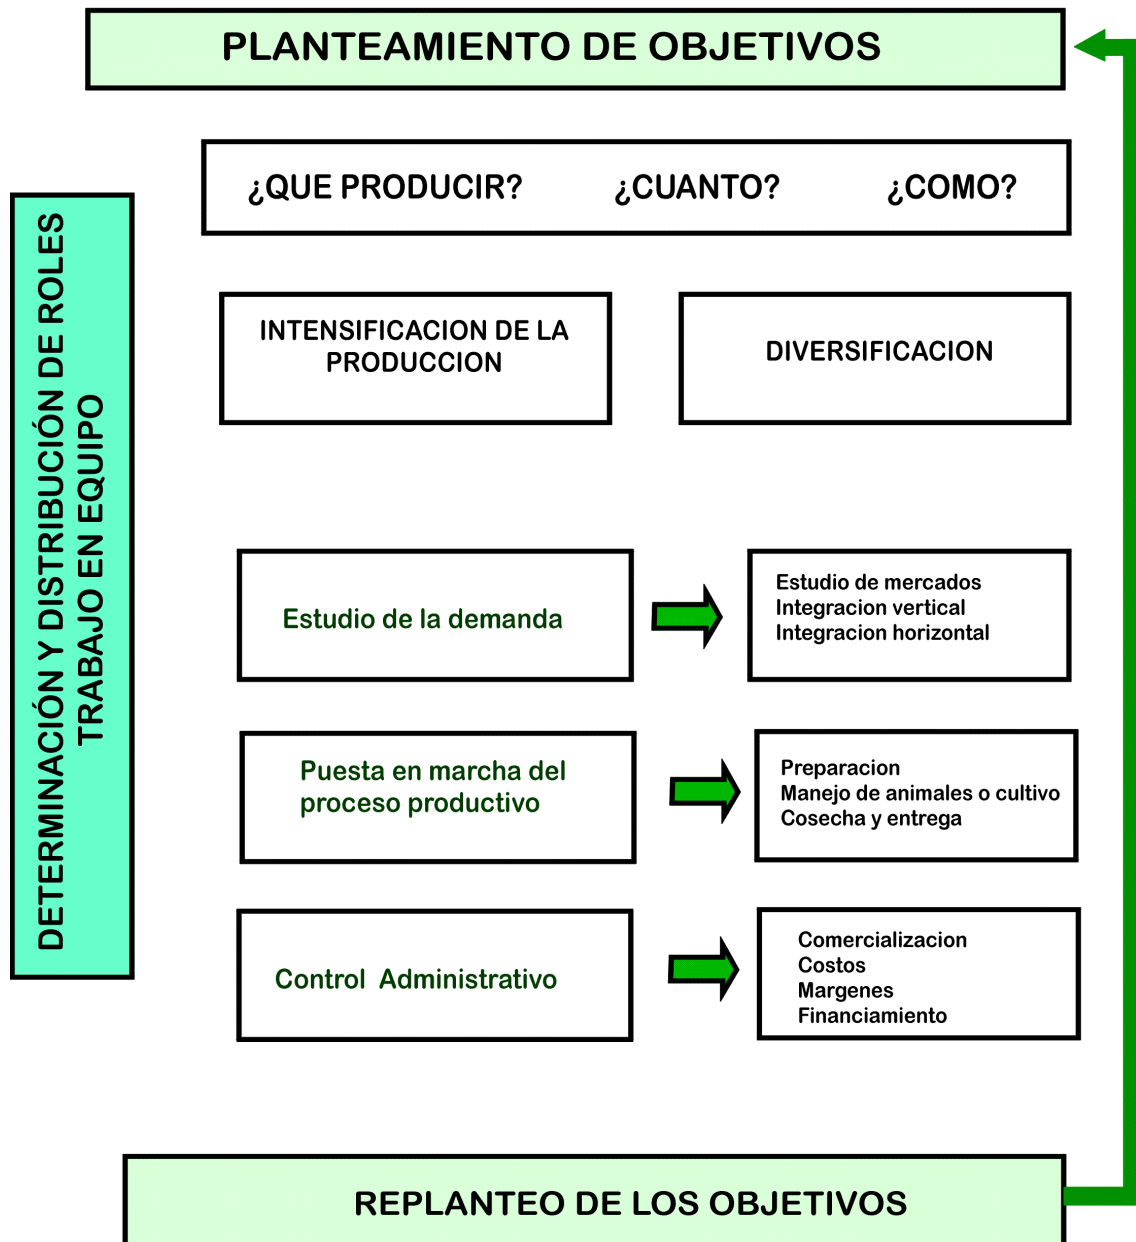 PLANTEAMIENTO DE OBJETIVOS
¿QUE PRODUCIR? ¿CUANTO? ¿COMO?
DETERMINACIÓN Y DISTRIBUCIÓN DE ROLES
TRABAJO EN EQUIPO
INTENSIFICACION DE LA
PRODUCCION
DIVERSIFICACION
Estudio de la demanda
Estudio de mercados
Integracion vertical
Integracion horizontal
Puesta en marcha del
proceso productivo
Preparacion
Manejo de animales o cultivo
Cosecha y entrega
Control Administrativo
Comercializacion
Costos
Margenes
Financiamiento
REPLANTEO DE LOS OBJETIVOS